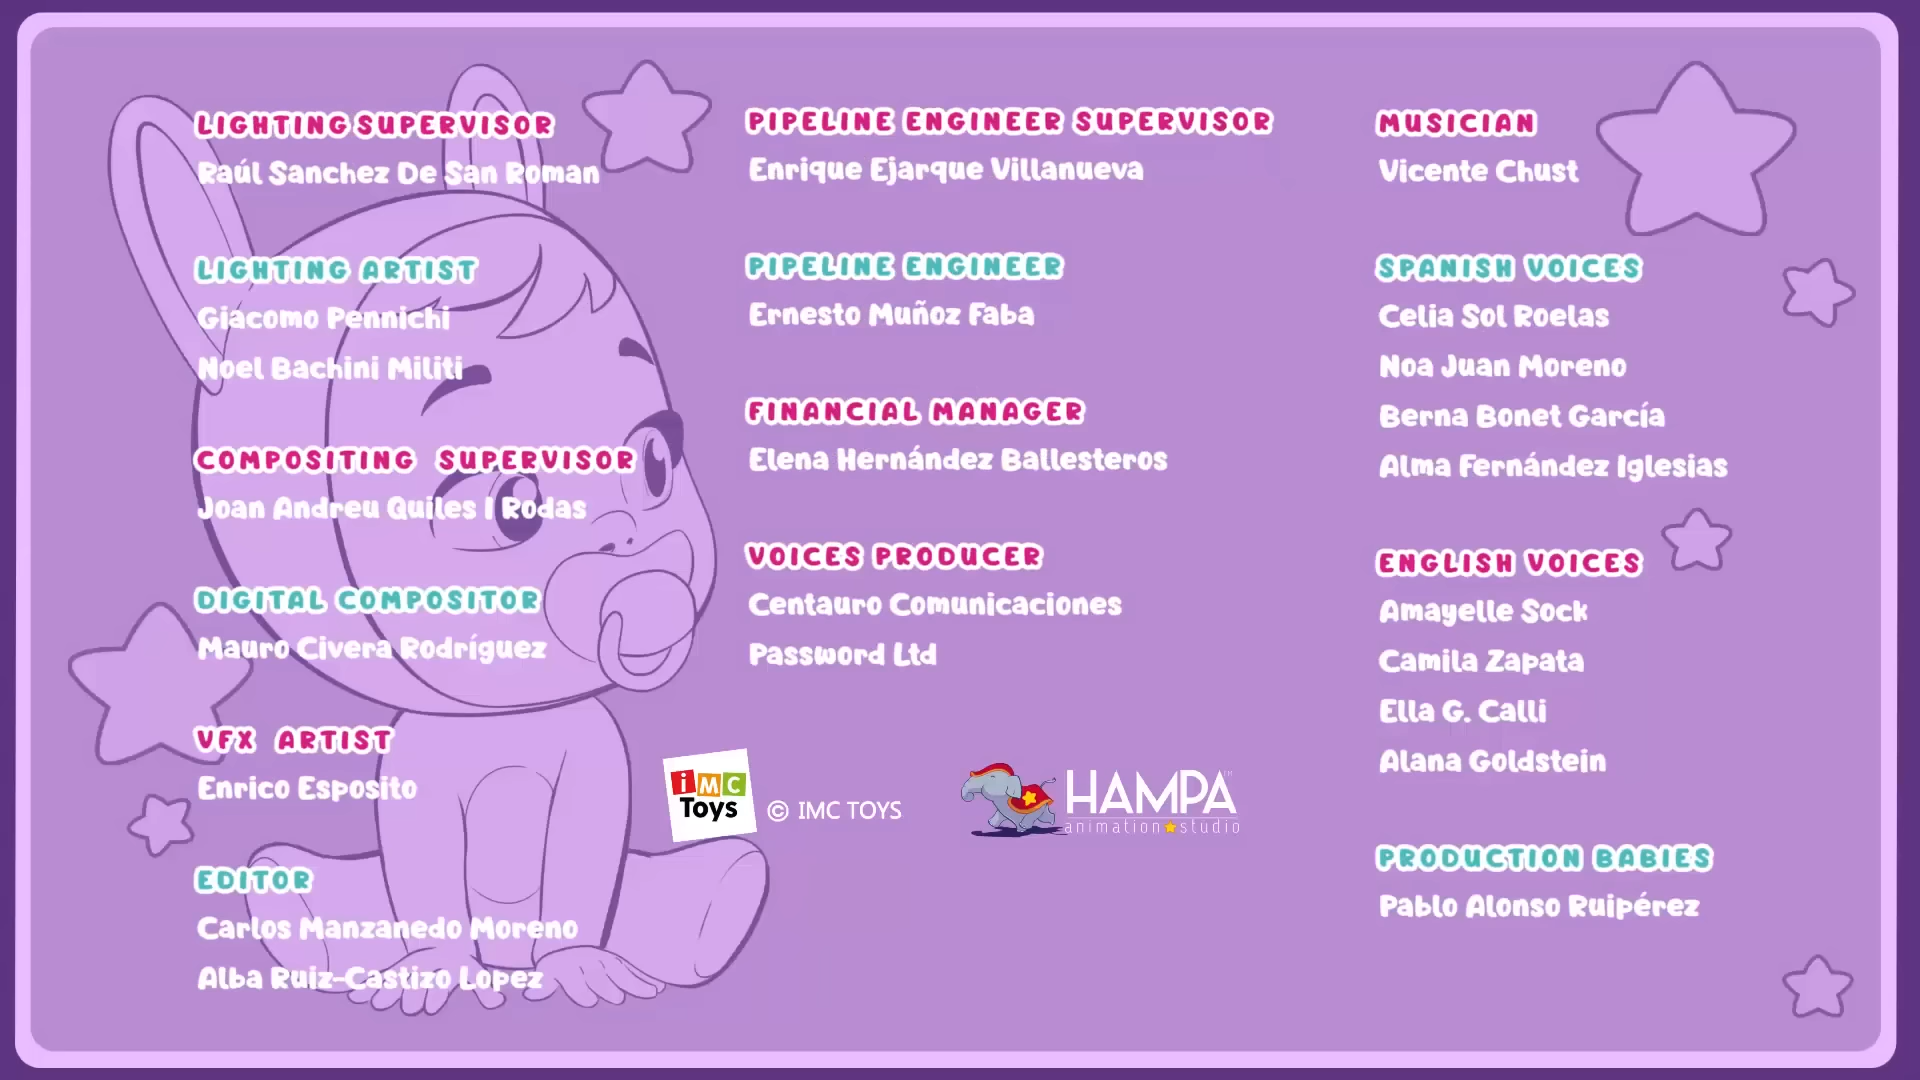 LIGHTING SUPERVISOR
Raúl Sanchez De San Roman
LIGHTING ARTIST
Giacomo Pennichi
Noel Bachini Militi
COMPOSITING SUPERVISOR
Joan Andreu Quiles I Rodas
DIGITAL COMPOSITOR
Mauro Civera Rodríguez
VFX ARTIST
Enrico Esposito
EDITOR
Carlos Manzanedo Moreno
Alba Ruiz-Castizo Lopez
PIPELINE ENGINEER SUPERVISOR
Enrique Ejarque Villanueva
PIPELINE ENGINEER
Ernesto Muñoz Faba
FINANCIAL MANAGER
Elena Hernández Ballesteros
VOICES PRODUCER
Centauro Comunicaciones
Password Ltd
iMC
Toys
© IMC TOYS
HAMPA™
animation studio
MUSICIAN
Vicente Chust
SPANISH VOICES
Celia Sol Roelas
Noa Juan Moreno
Berna Bonet García
Alma Fernández Iglesias
ENGLISH VOICES
Amayelle Sock
Camila Zapata
Ella G. Calli
Alana Goldstein
PRODUCTION BABIES
Pablo Alonso Ruipérez